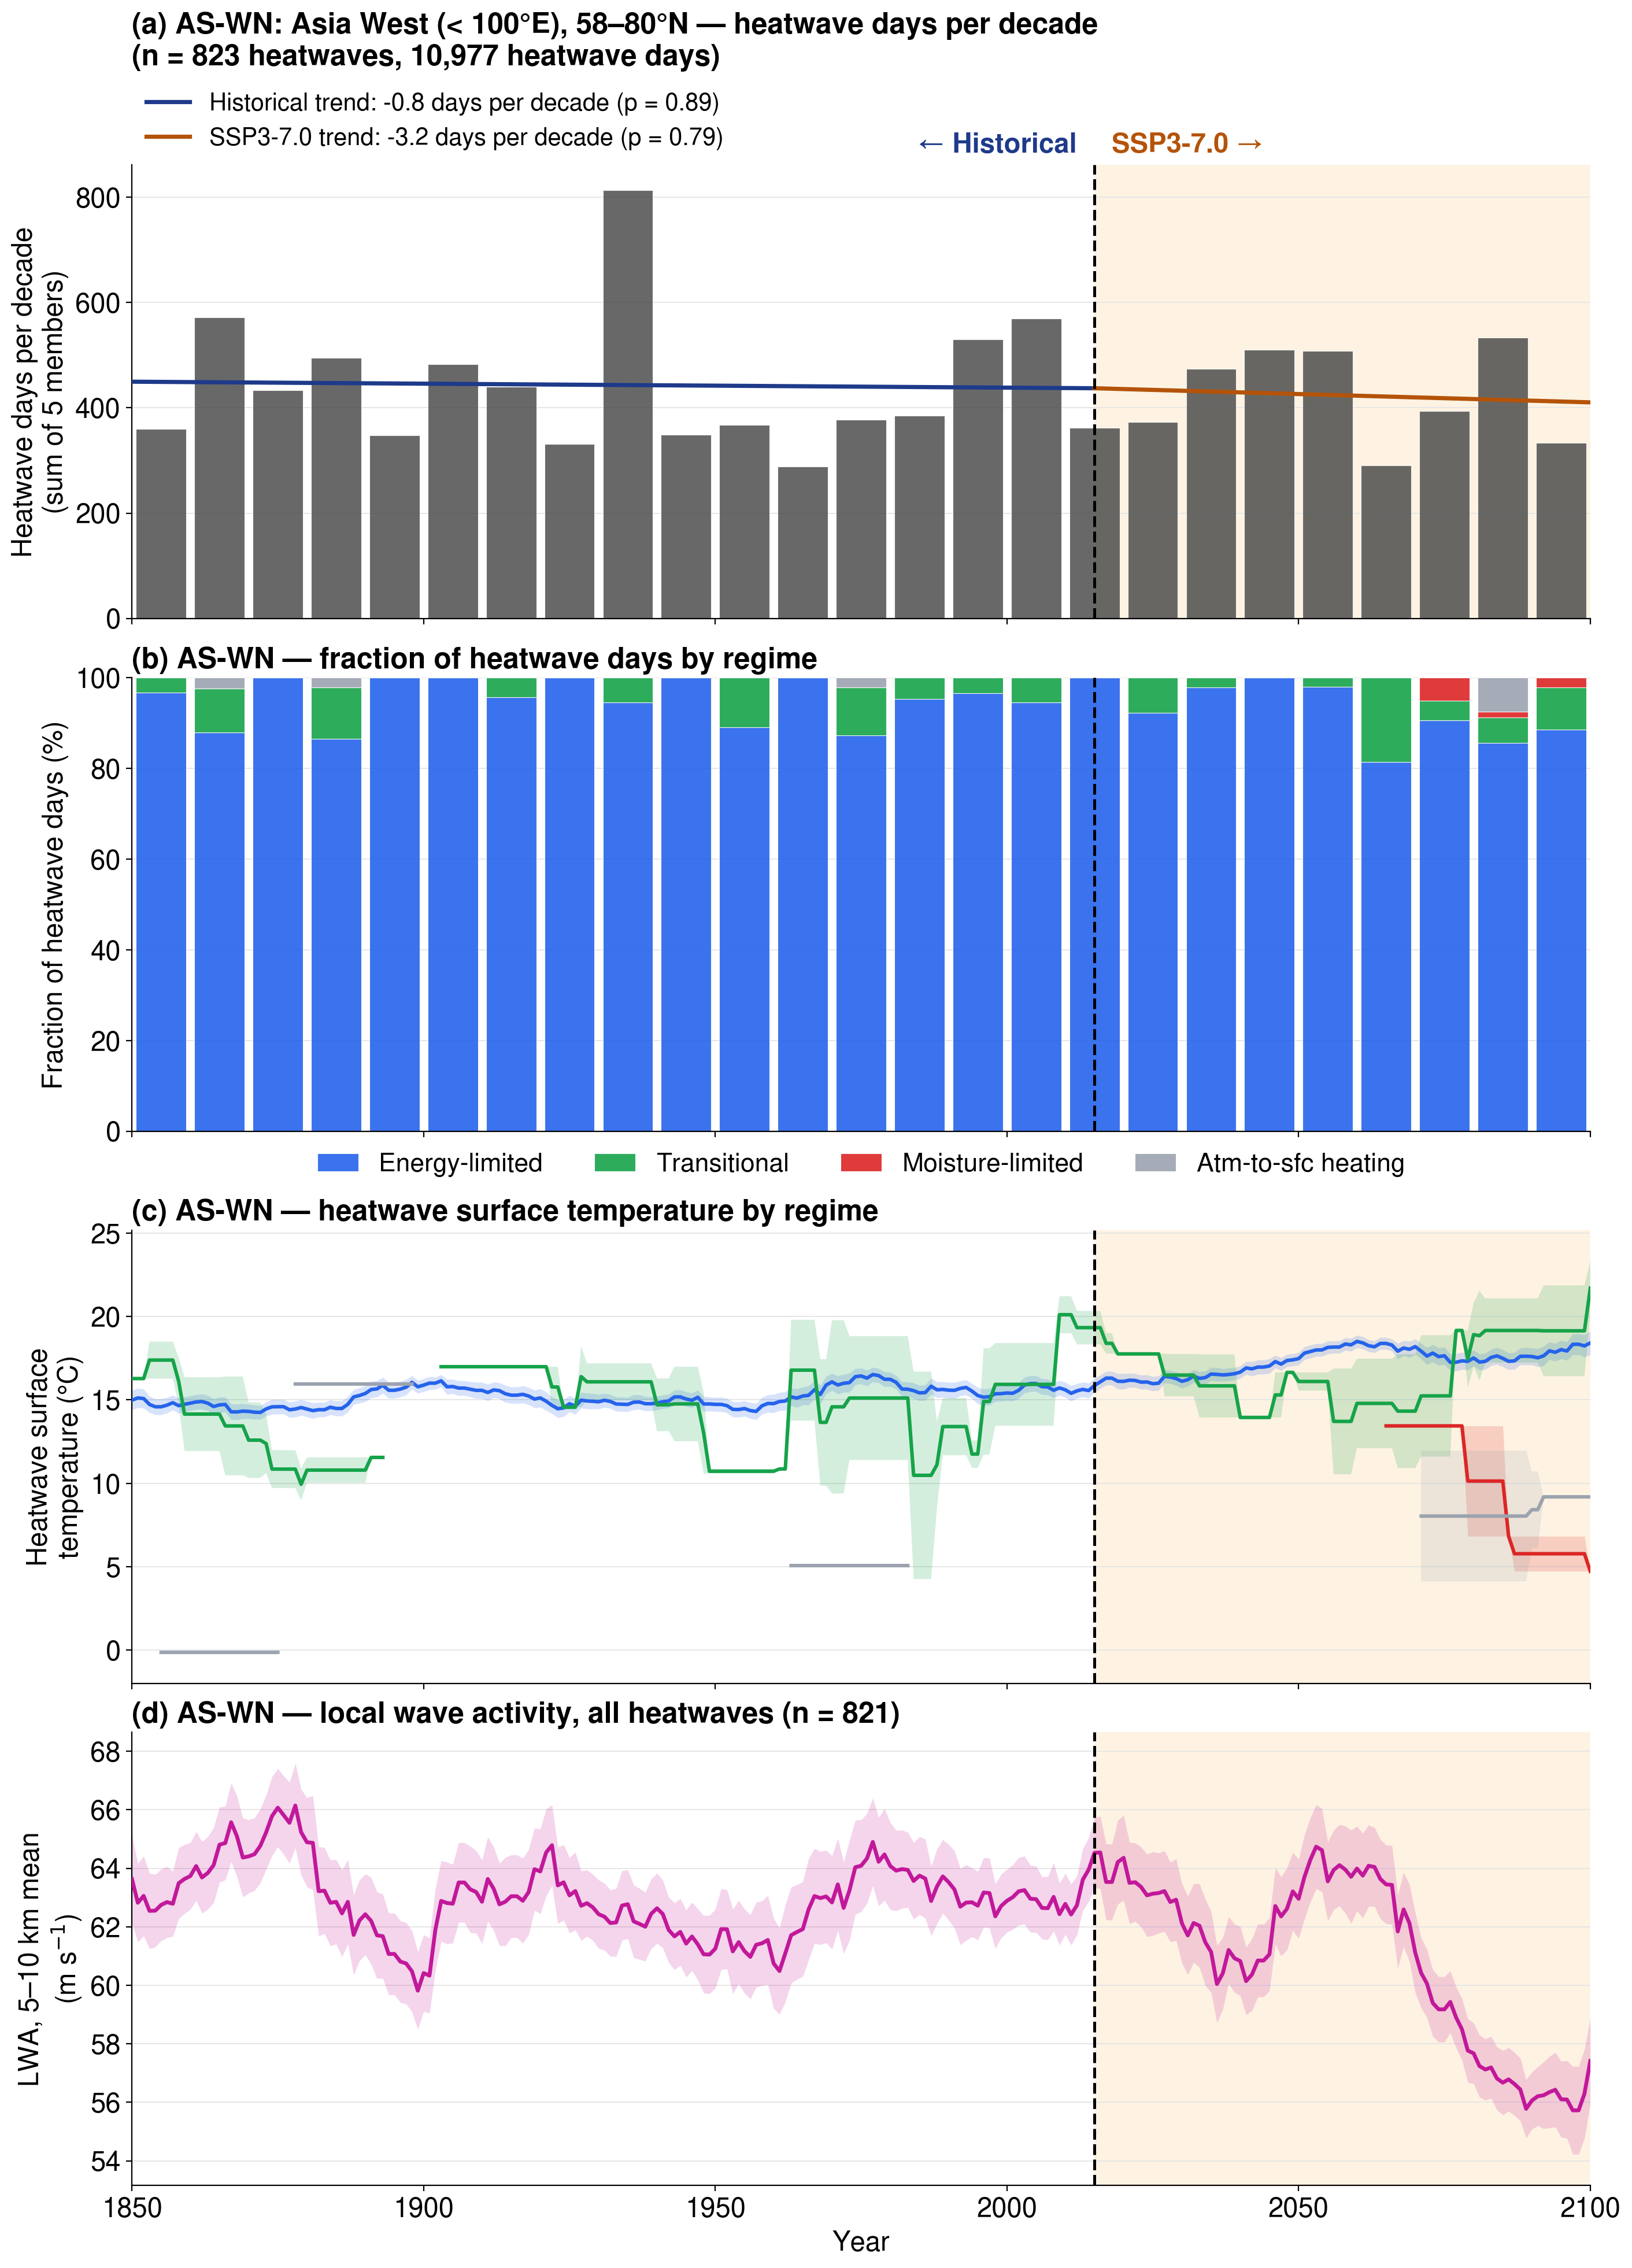 (a) AS-WN: Asia West (< 100°E), 58–80°N — heatwave days per decade
(n = 823 heatwaves, 10,977 heatwave days)
Historical trend: -0.8 days per decade (p = 0.89)
SSP3-7.0 trend: -3.2 days per decade (p = 0.79)
← Historical
SSP3-7.0 →
Heatwave days per decade
(sum of 5 members)
800
600
400
200
0
(b) AS-WN — fraction of heatwave days by regime
Fraction of heatwave days (%)
100
80
60
40
20
0
Energy-limited
Transitional
Moisture-limited
Atm-to-sfc heating
(c) AS-WN — heatwave surface temperature by regime
Heatwave surface
temperature (°C)
25
20
15
10
5
0
(d) AS-WN — local wave activity, all heatwaves (n = 821)
LWA, 5–10 km mean
(m s⁻¹)
68
66
64
62
60
58
56
54
1850
1900
1950
2000
2050
2100
Year